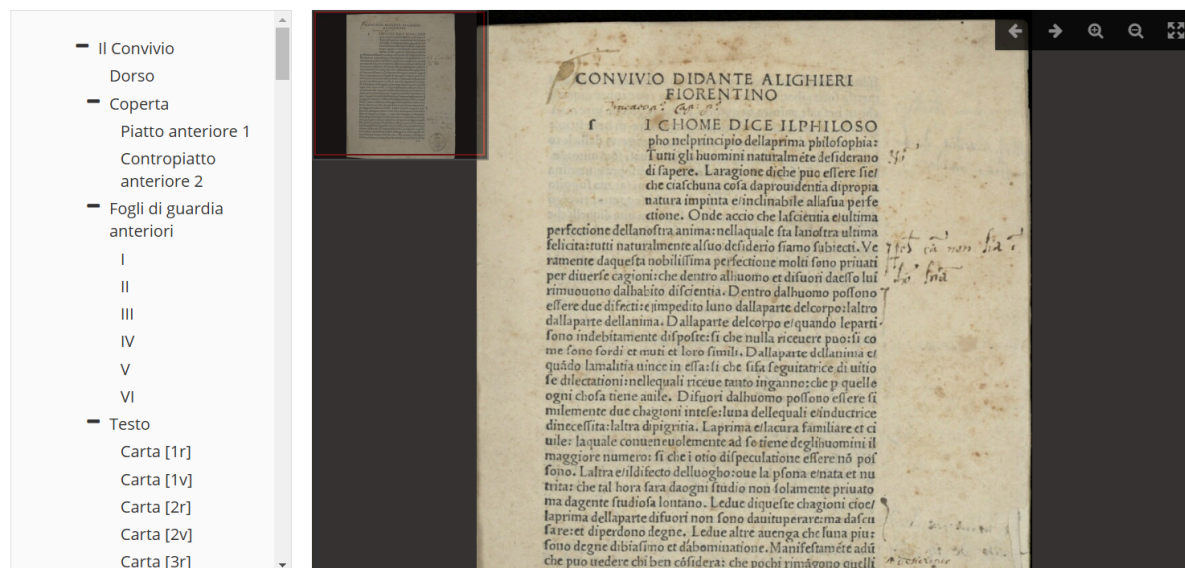 Il Convivio
Dorso
Coperta
Piatto anteriore 1
Contropiatto
anteriore 2
Fogli di guardia
anteriori
I
II
III
IV
V
VI
Testo
Carta [1r]
Carta [1v]
Carta [2r]
Carta [2v]
Carta [3r]
CONVIVIO DIDANTE ALIGHIERI
FIORENTINO
ſ I CHOME DICE ILPHILOSO
pho nelprincipio dellaprima philoſophia:
Tutti gli huomini naturalmẽte deſiderano
di ſapere. Laragione diche puo eſſere ſie/
che ciaſchuna coſa daprouidentia dipropia
natura impinta e/inclinabile allaſua perfe
ctione. Onde accio che laſcientia e/ultima
perfectione dellanoſtra anima: nellaquale ſta lanoſtra ultima
felicita: tutti naturalmente alſuo deſiderio ſiamo ſubiecti. Ve
ramente daqueſta nobiliſſima perfectione molti ſono priuati
per diuerſe cagioni: che dentro alhuomo et difuori daeſſo lui
rimuouono dalhabito diſcientia. Dentro dalhuomo poſſono
eſſere due difecti: e/impedito luno dallaparte delcorpo: laltro
dallaparte dellanima. Dallaparte delcorpo e/quando leparti
ſono indebitamente diſpoſte: ſi che nulla riceuere puo: ſi co
me ſono ſordi et muti et loro ſimili. Dallaparte dellanima e/
quãdo lamalitia uince in eſſa: ſi che ſifa ſeguitatrice di uitio
ſe dilectationi: nellequali riceue tanto inganno: che p quelle
ogni choſa tiene auile. Difuori dalhuomo poſſono eſſere ſi
milemente due chagioni inteſe: luna dellequali e/inductrice
dineceſſita: laltra dipigritia. Laprima e/lacura familiare et ci
uile: laquale conueneuolemente ad ſe tiene deglihuomini il
maggiore numero: ſi che i otio diſpeculatione eſſere nõ poſ
ſono. Laltra e/ildifecto delluogho: oue la pſona e/nata et nu
trita: che tal hora ſara daogni ſtudio non ſolamente priuato
ma dagente ſtudioſa lontano. Ledue diqueſte chagioni cioe/
laprima dellaparte difuori non ſono dauituperare: ma daſcu
ſare: et diperdono degne. Ledue altre auenga che luna piu:
ſono degne dibiaſimo et dabominatione. Manifeſtamẽte adũ
che puo uedere chi ben cõſidera: che pochi rimãgono quelli